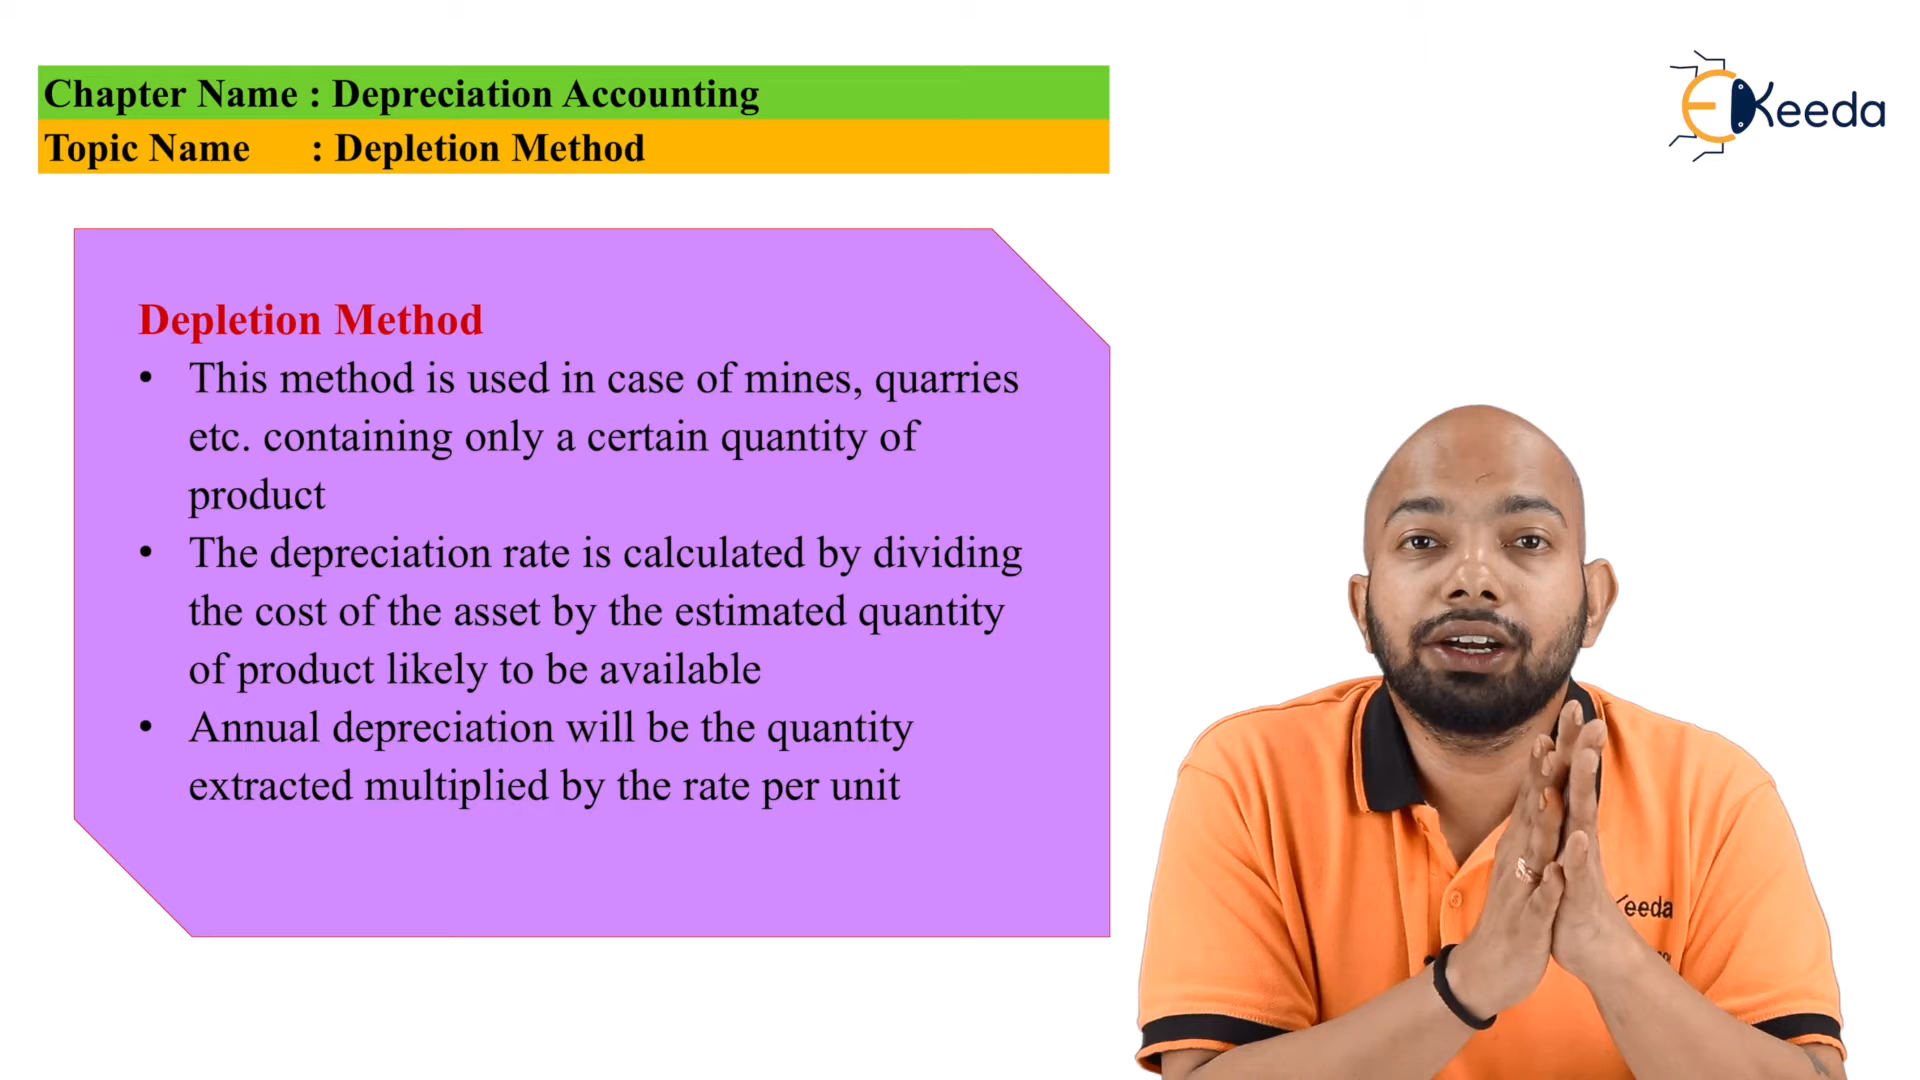 Chapter Name : Depreciation Accounting
Topic Name : Depletion Method
EKeeda
Depletion Method
• This method is used in case of mines, quarries
etc. containing only a certain quantity of
product
• The depreciation rate is calculated by dividing
the cost of the asset by the estimated quantity
of product likely to be available
• Annual depreciation will be the quantity
extracted multiplied by the rate per unit
Keeda